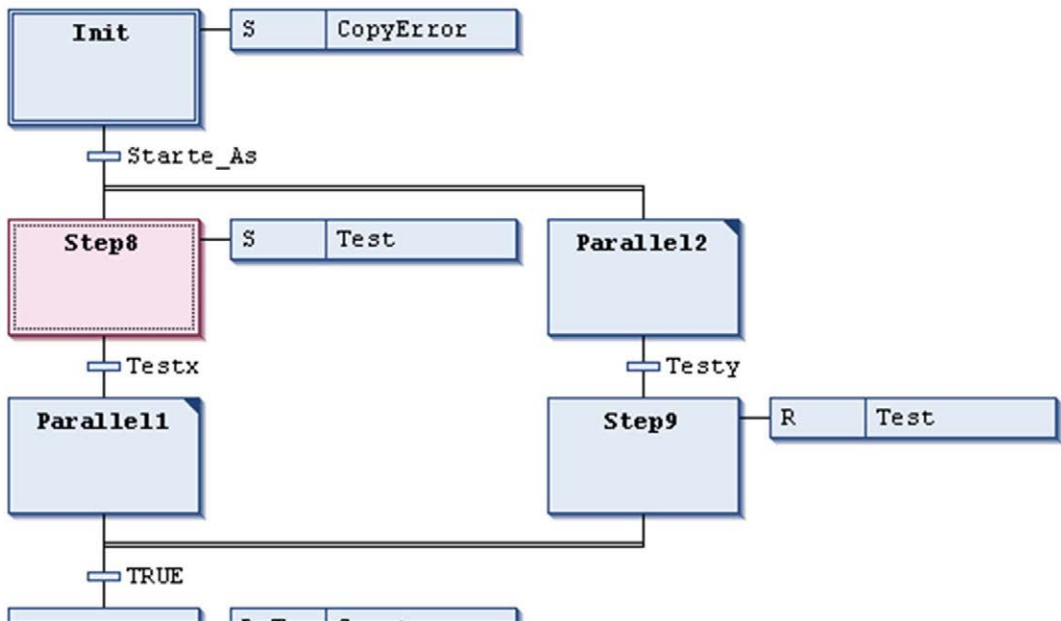 Init
S CopyError
Starte_As
Step8
S Test
Parallel2
Testx
Testy
Parallel1
Step9
R Test
TRUE